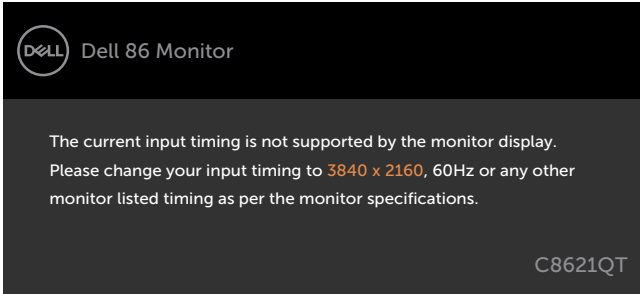 DELL
Dell 86 Monitor
The current input timing is not supported by the monitor display.
Please change your input timing to 3840 x 2160, 60Hz or any other
monitor listed timing as per the monitor specifications.
C8621QT